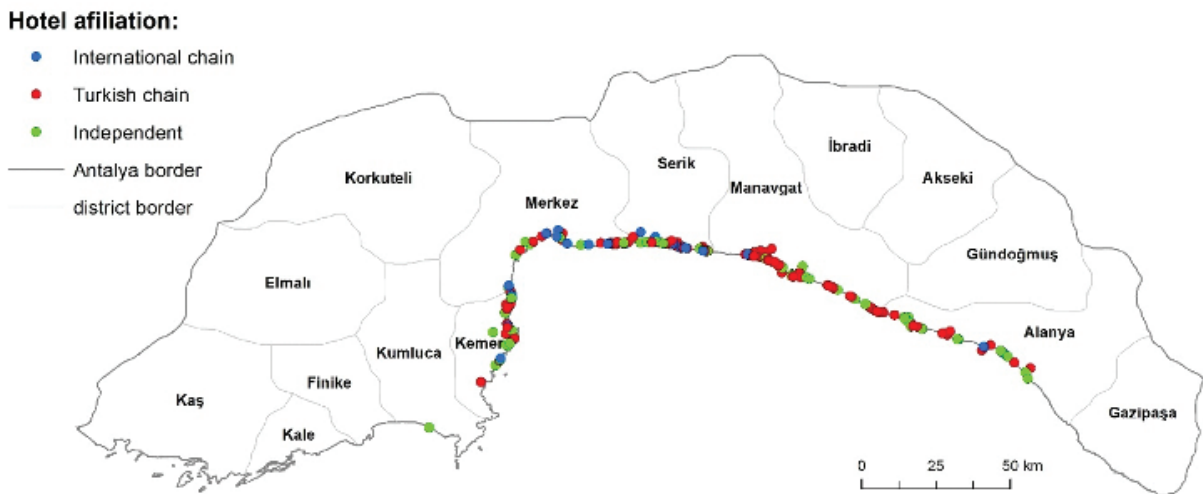 Hotel afiliation:
International chain
Turkish chain
Independent
Antalya border
district border
Korkuteli
Merkez
Serik
Manavgat
İbradi
Akseki
Gündoğmuş
Elmalı
Kumluca
Kemer
Alanya
Kaş
Finike
Kale
Gazipaşa
0 25 50 km